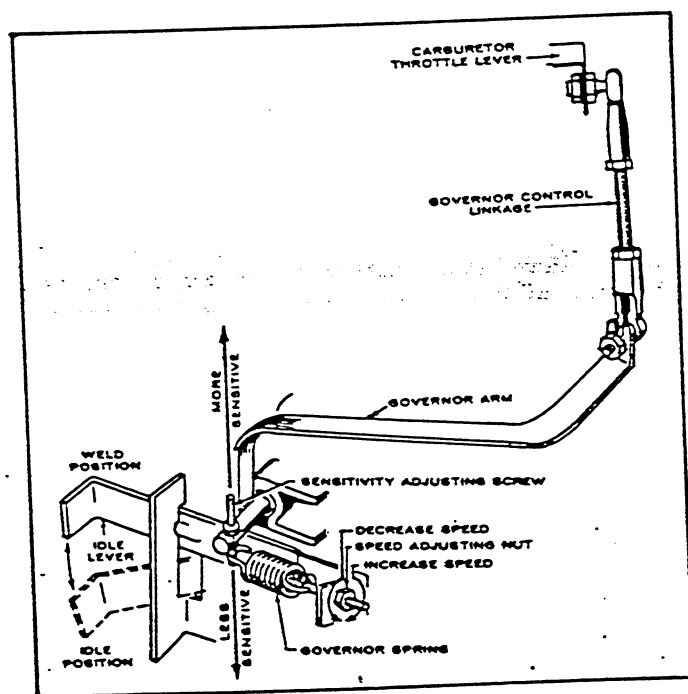 CARBURETOR
THROTTLE LEVER
GOVERNOR CONTROL
LINKAGE
MORE
SENSITIVE
GOVERNOR ARM
WELD
POSITION
SENSITIVITY ADJUSTING SCREW
IDLE
LEVER
DECREASE SPEED
SPEED ADJUSTING NUT
INCREASE SPEED
LESS
SENSITIVE
IDLE
POSITION
GOVERNOR SPRING